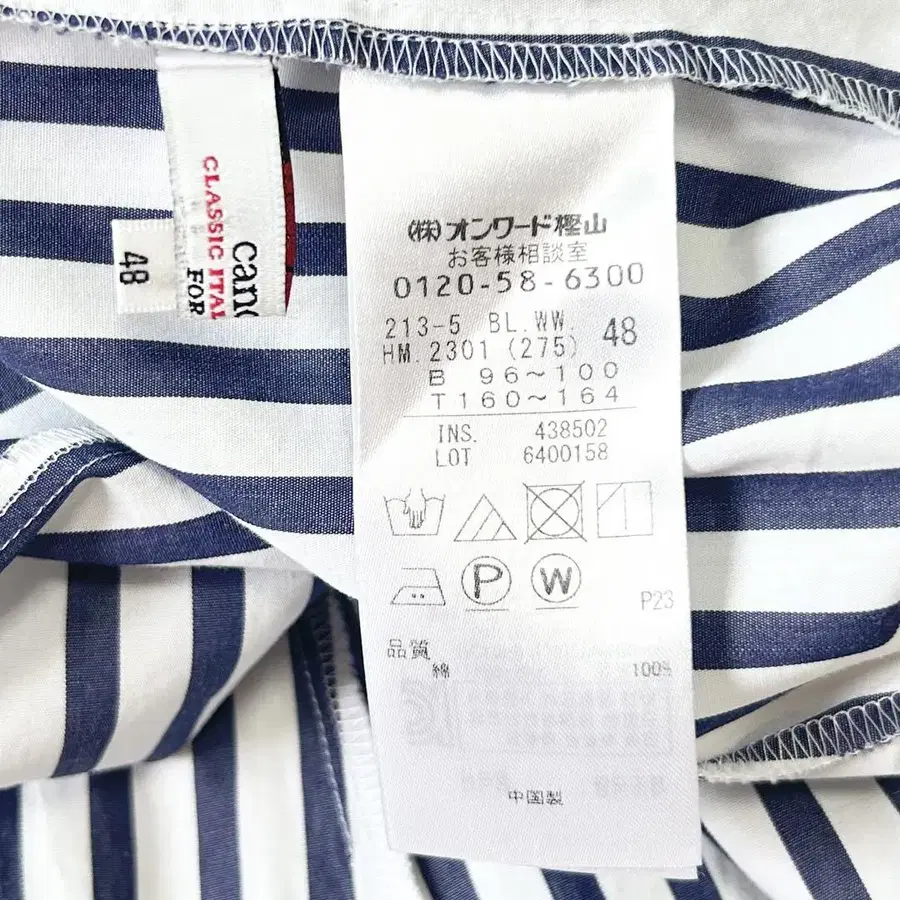 CLASSIC ITAL
FOR
48
(株)オンワード樫山
お客様相談室
0120-58-6300
213-5 BL.WW. 48
HM.2301 (275)
B 96~100
T160~164
INS. 438502
LOT 6400158
P
W
P23
品質
綿 100%
中国製